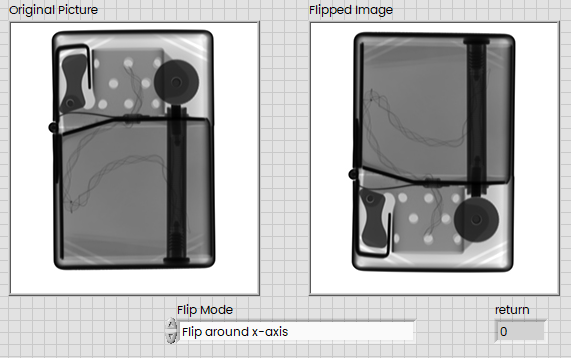 Original Picture
Flipped Image
Flip Mode
Flip around x-axis
return
0